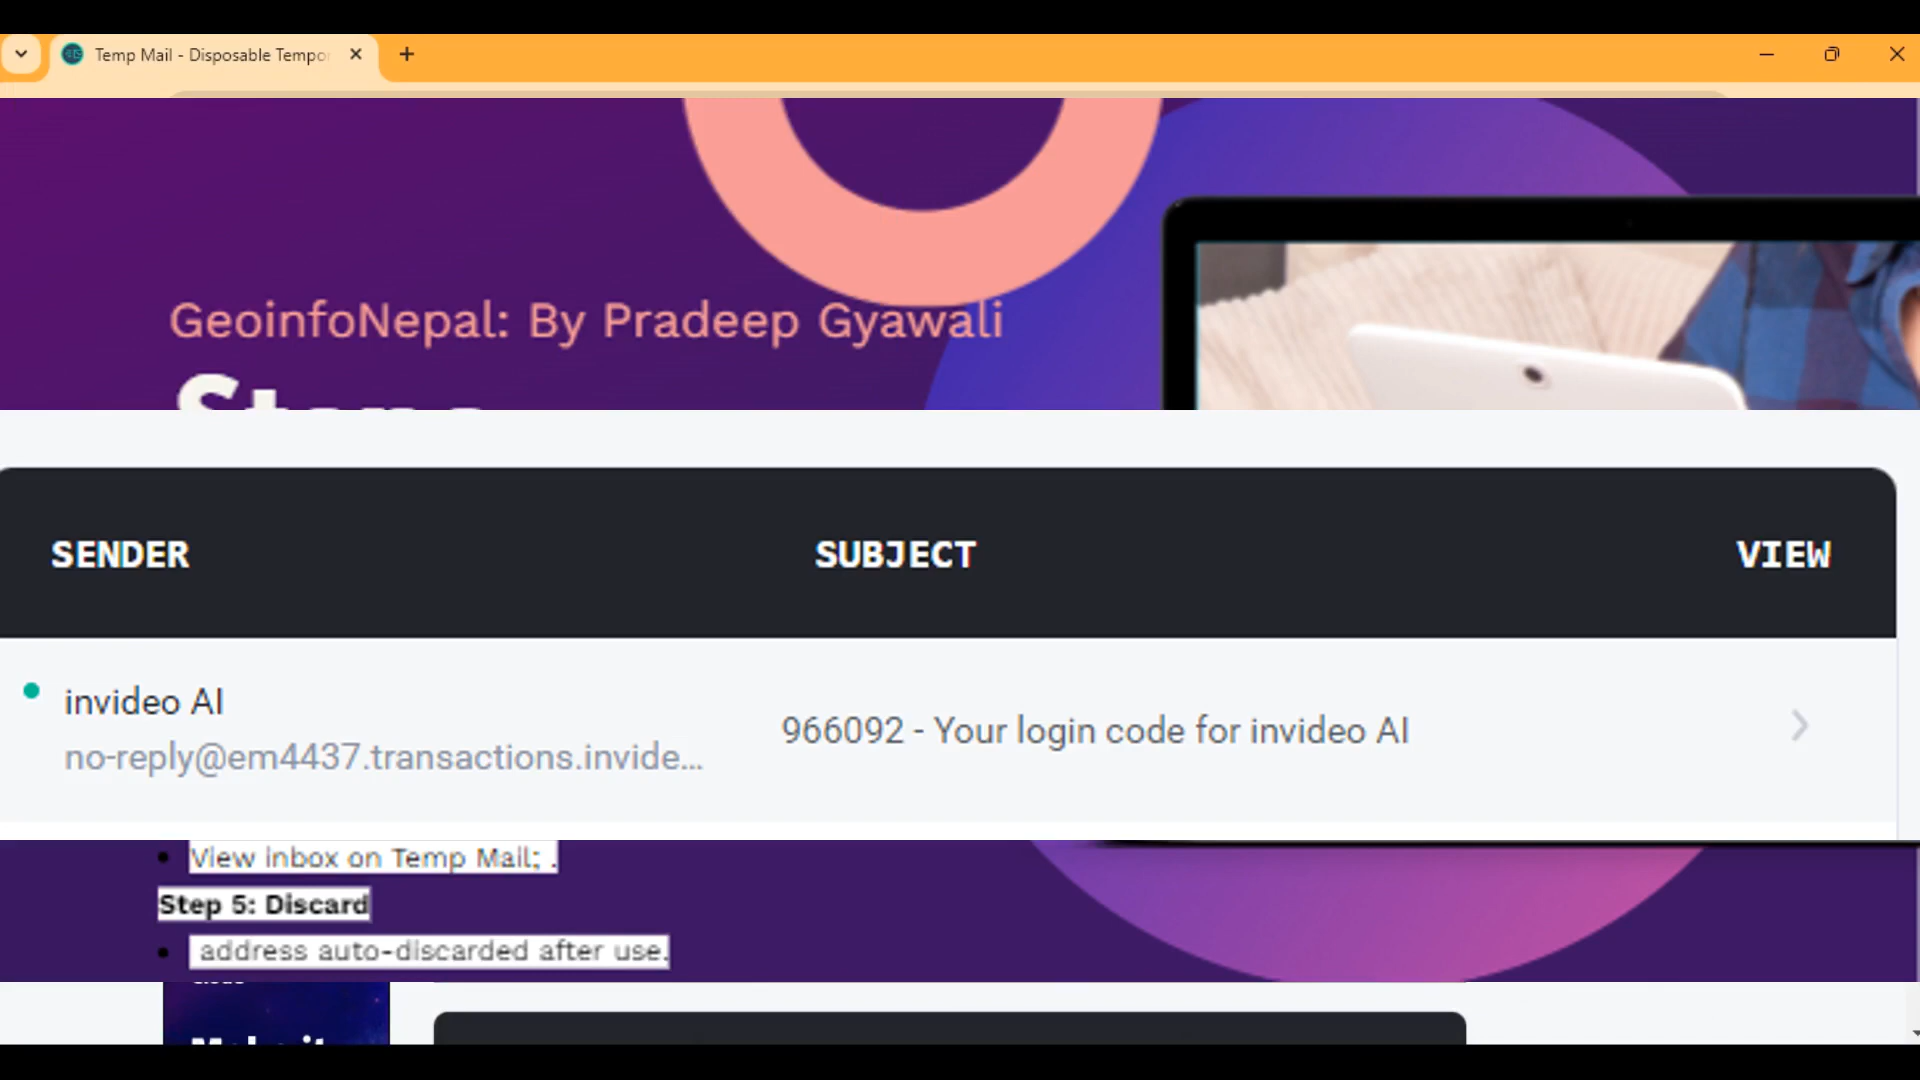 Temp Mail - Disposable Tempor
GeoinfoNepal: By Pradeep Gyawali
SENDER SUBJECT VIEW
invideo AI
966092 - Your login code for invideo AI
no-reply@em4437.transactions.invide...
View inbox on Temp Mail; .
Step 5: Discard
address auto-discarded after use.